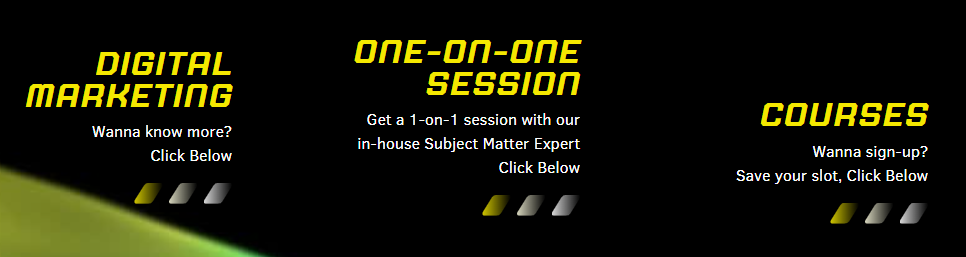 DIGITAL
MARKETING
Wanna know more?
Click Below
ONE-ON-ONE
SESSION
Get a 1-on-1 session with our
in-house Subject Matter Expert
Click Below
COURSES
Wanna sign-up?
Save your slot, Click Below